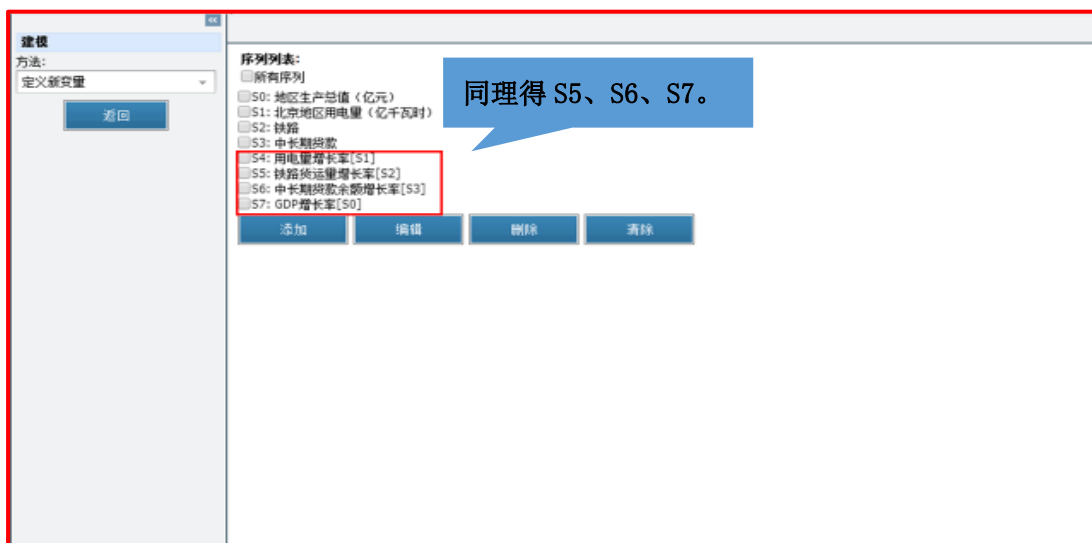 建模
方法:
定义新变量
返回
序列列表:
所有序列
S0: 地区生产总值（亿元）
S1: 北京地区用电量（亿千瓦时）
S2: 铁路
S3: 中长期贷款
S4: 用电量增长率[S1]
S5: 铁路货运量增长率[S2]
S6: 中长期贷款余额增长率[S3]
S7: GDP增长率[S0]
同理得 S5、S6、S7。
添加
编辑
删除
清除